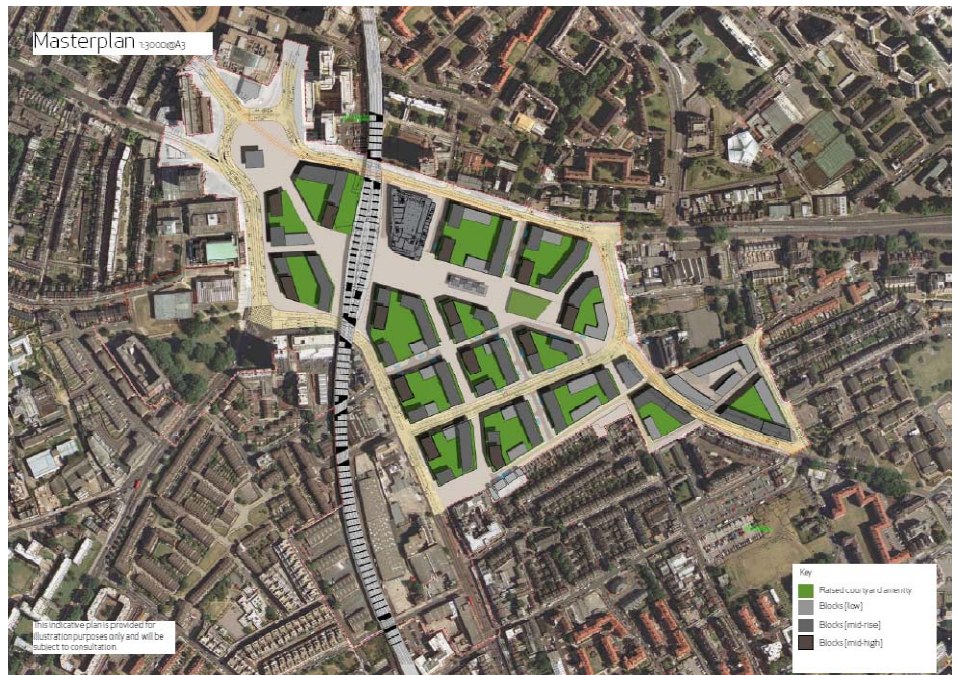 Masterplan 1:3000@A3
Key
Raised courtyard amenity
Blocks [low]
Blocks [mid-rise]
Blocks [mid-high]
This indicative plan is provided for
illustration purposes only and will be
subject to consultation